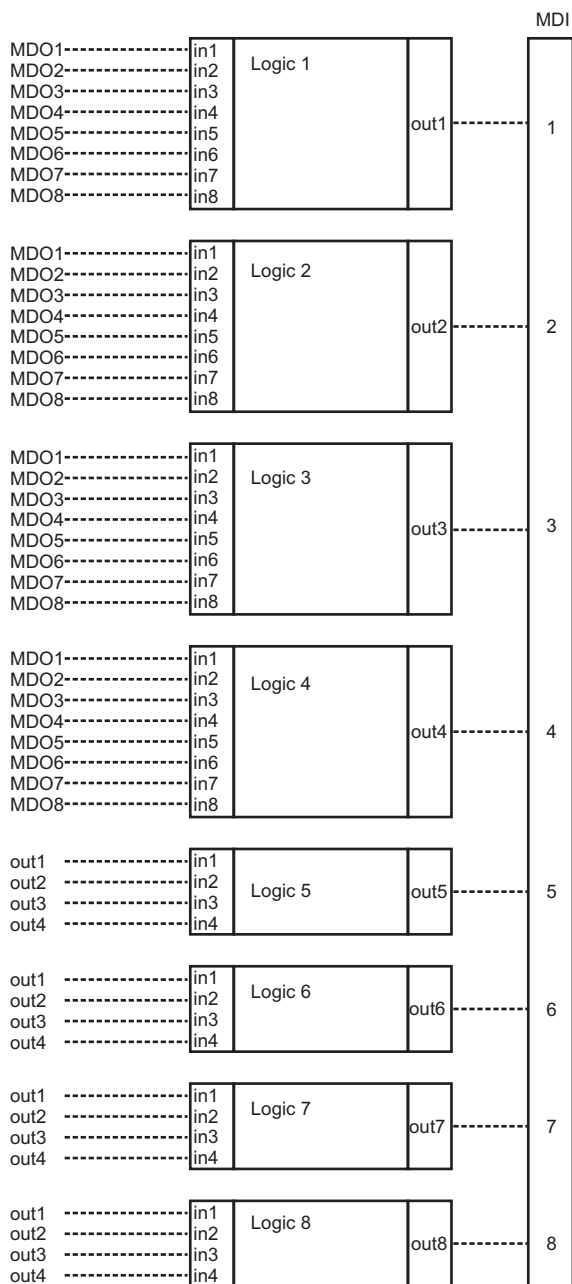 MDI
MDO1 in1 Logic 1
MDO2 in2
MDO3 in3
MDO4 in4
MDO5 in5 out1 1
MDO6 in6
MDO7 in7
MDO8 in8
MDO1 in1
MDO2 in2 Logic 2
MDO3 in3
MDO4 in4
MDO5 in5 out2 2
MDO6 in6
MDO7 in7
MDO8 in8
MDO1 in1
MDO2 in2 Logic 3
MDO3 in3
MDO4 in4
MDO5 in5 out3 3
MDO6 in6
MDO7 in7
MDO8 in8
MDO1 in1
MDO2 in2 Logic 4
MDO3 in3
MDO4 in4
MDO5 in5 out4 4
MDO6 in6
MDO7 in7
MDO8 in8
out1 in1
out2 in2 Logic 5 out5 5
out3 in3
out4 in4
out1 in1
out2 in2 Logic 6
out3 in3 out6 6
out4 in4
out1 in1
out2 in2 Logic 7
out3 in3 out7 7
out4 in4
out1 in1
out2 in2 Logic 8
out3 in3 out8 8
out4 in4